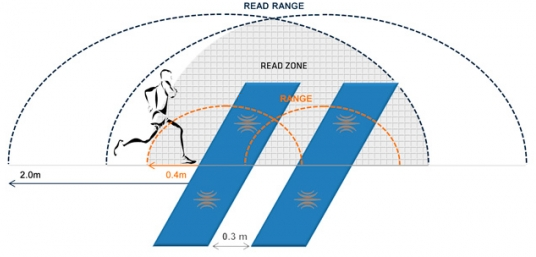 READ RANGE
READ ZONE
RANGE
2.0m
0.4m
0.3 m